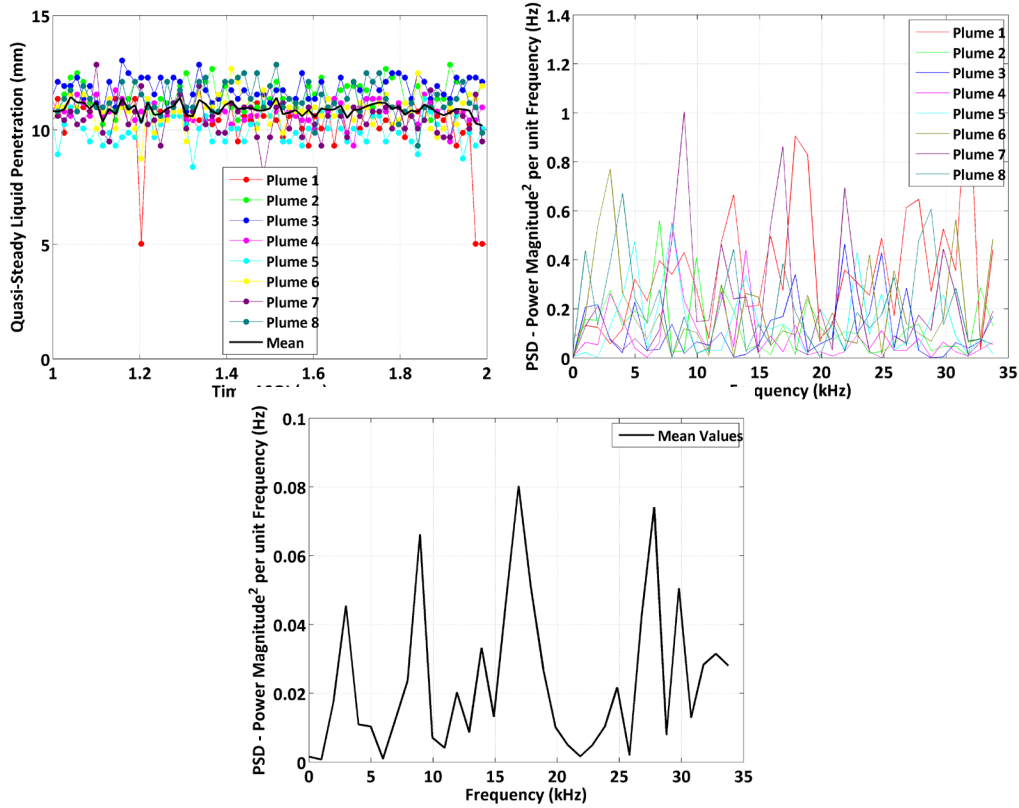 Quasi-Steady Liquid Penetration (mm)
15
10
5
0
1
1.2
1.4
1.6
1.8
2
Plume 1
Plume 2
Plume 3
Plume 4
Plume 5
Plume 6
Plume 7
Plume 8
Mean
PSD - Power Magnitude² per unit Frequency (Hz)
1.4
1.2
1
0.8
0.6
0.4
0.2
0
0
5
10
15
20
25
30
35
Frequency (kHz)
Plume 1
Plume 2
Plume 3
Plume 4
Plume 5
Plume 6
Plume 7
Plume 8
PSD - Power Magnitude² per unit Frequency (Hz)
0.1
0.08
0.06
0.04
0.02
0
0
5
10
15
20
25
30
35
Frequency (kHz)
Mean Values